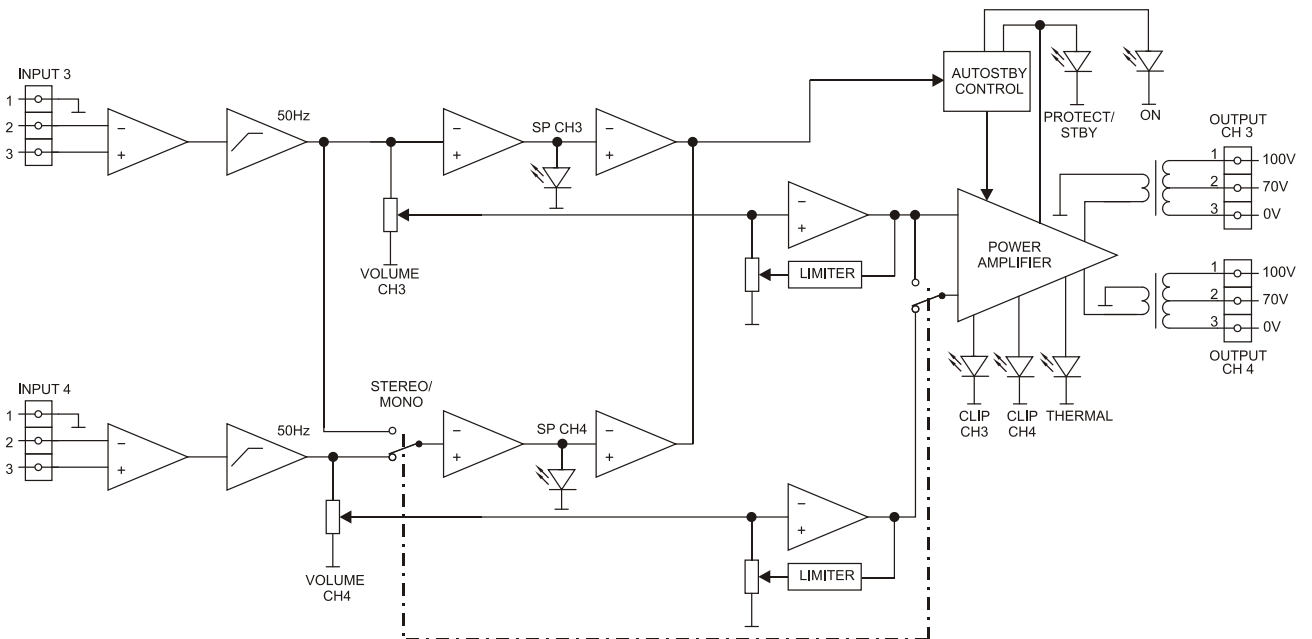 INPUT 3
1
2
3
−
+
50Hz
−
+
SP CH3
−
+
VOLUME
CH3
AUTOSTBY
CONTROL
PROTECT/
STBY
ON
−
+
LIMITER
POWER
AMPLIFIER
OUTPUT
CH 3
1
100V
2
70V
3
0V
1
100V
2
70V
3
0V
OUTPUT
CH 4
CLIP
CH3
CLIP
CH4
THERMAL
INPUT 4
1
2
3
−
+
50Hz
STEREO/
MONO
−
+
SP CH4
−
+
VOLUME
CH4
−
+
LIMITER